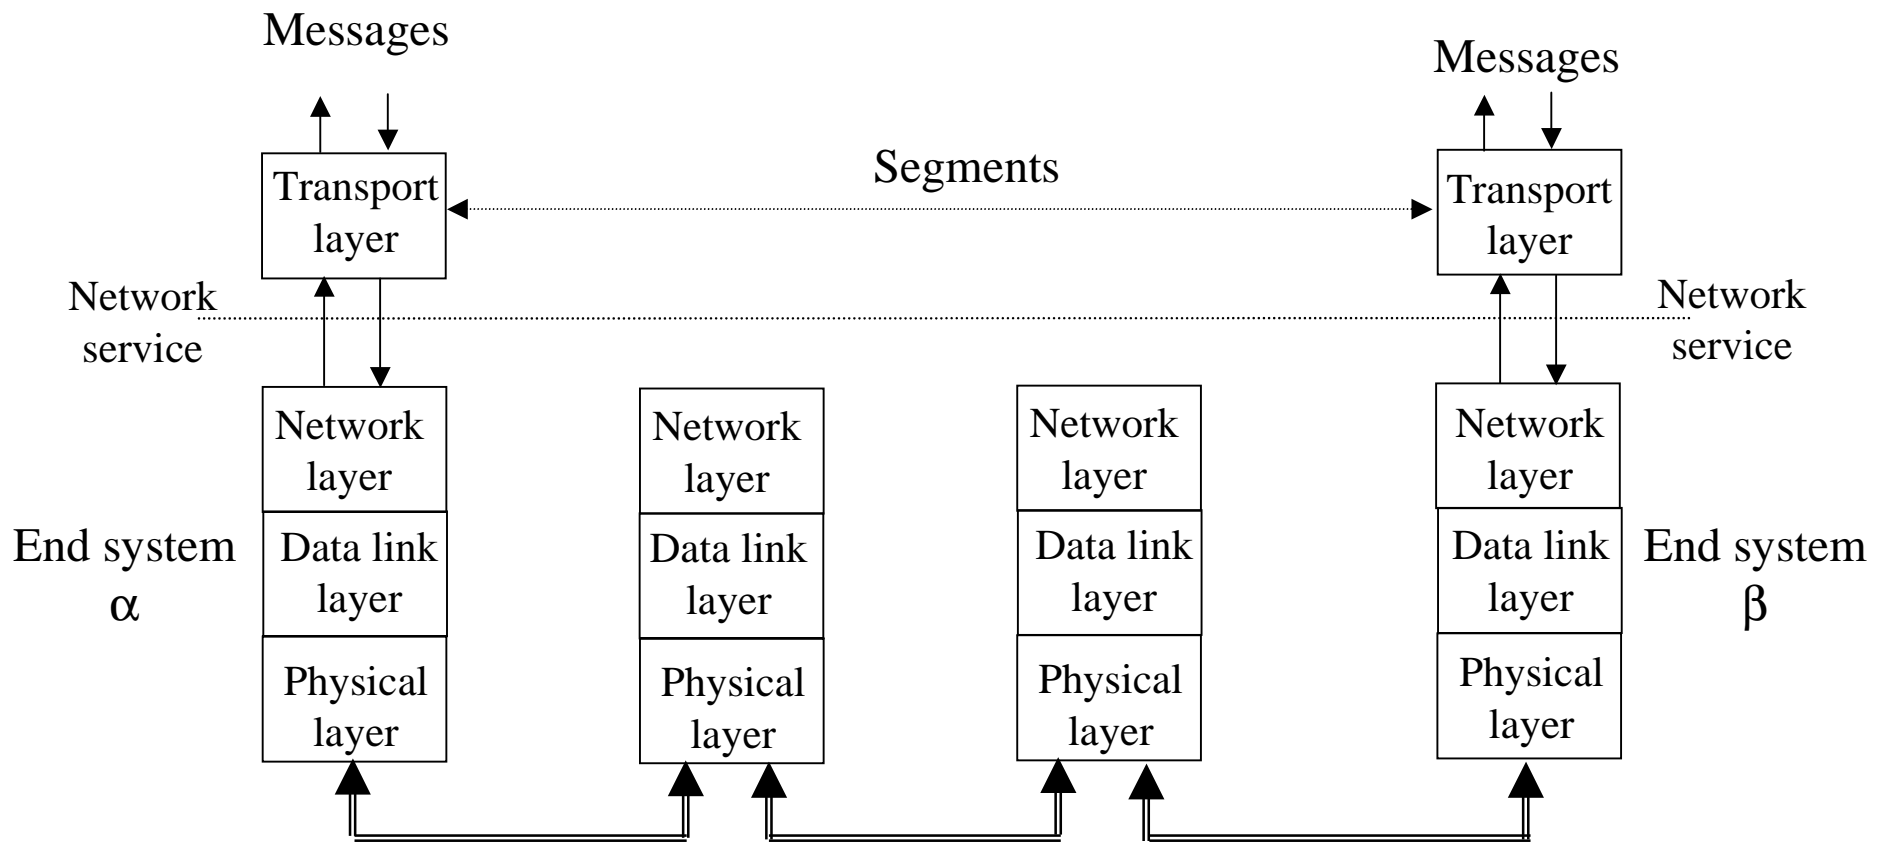 Messages
Messages
Segments
Transport
layer
Transport
layer
Network
service
Network
service
Network
layer
Network
layer
Network
layer
Network
layer
End system
α
Data link
layer
Data link
layer
Data link
layer
Data link
layer
End system
β
Physical
layer
Physical
layer
Physical
layer
Physical
layer